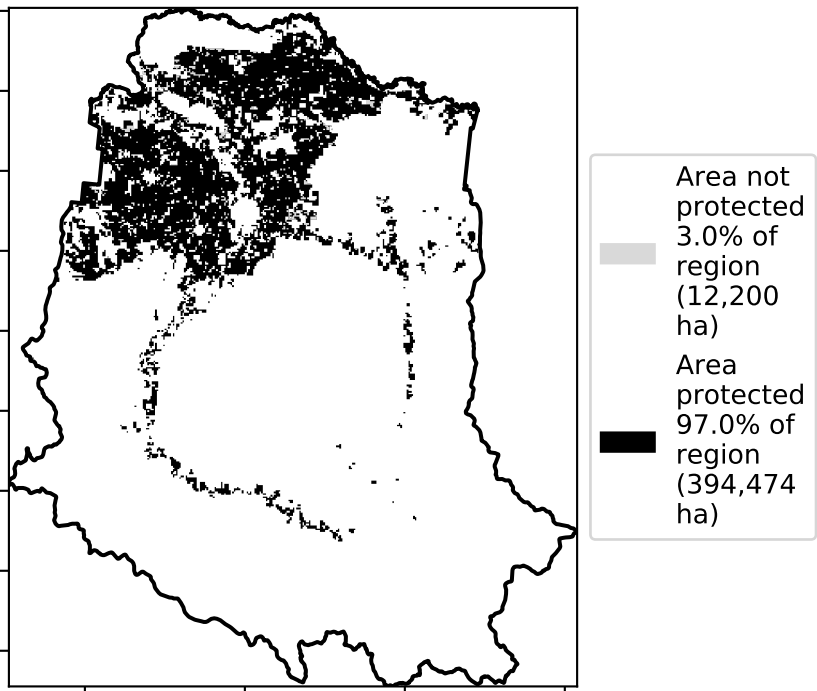 Area not
protected
3.0% of
region
(12,200
ha)
Area
protected
97.0% of
region
(394,474
ha)